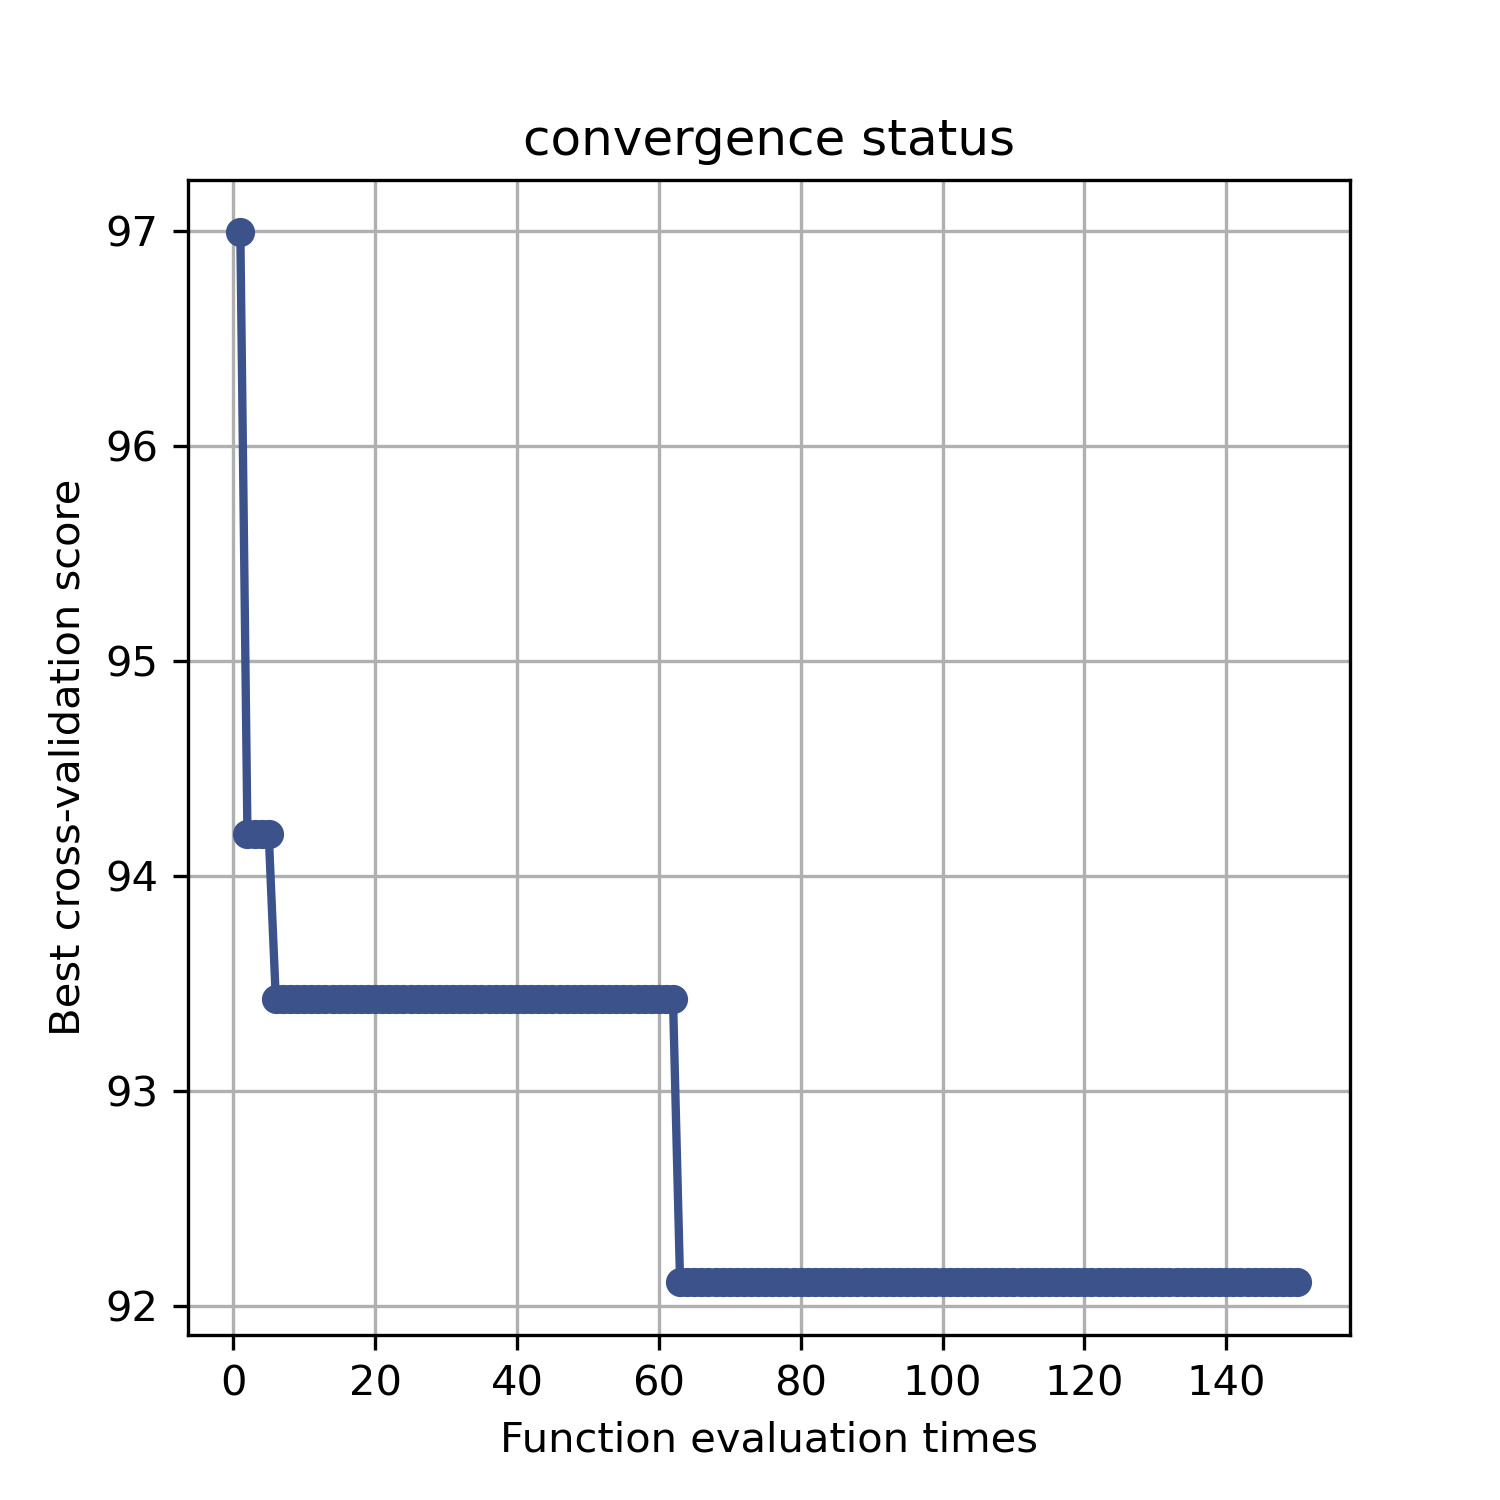 convergence status
97
96
95
94
93
92
Best cross-validation score
0 20 40 60 80 100 120 140
Function evaluation times